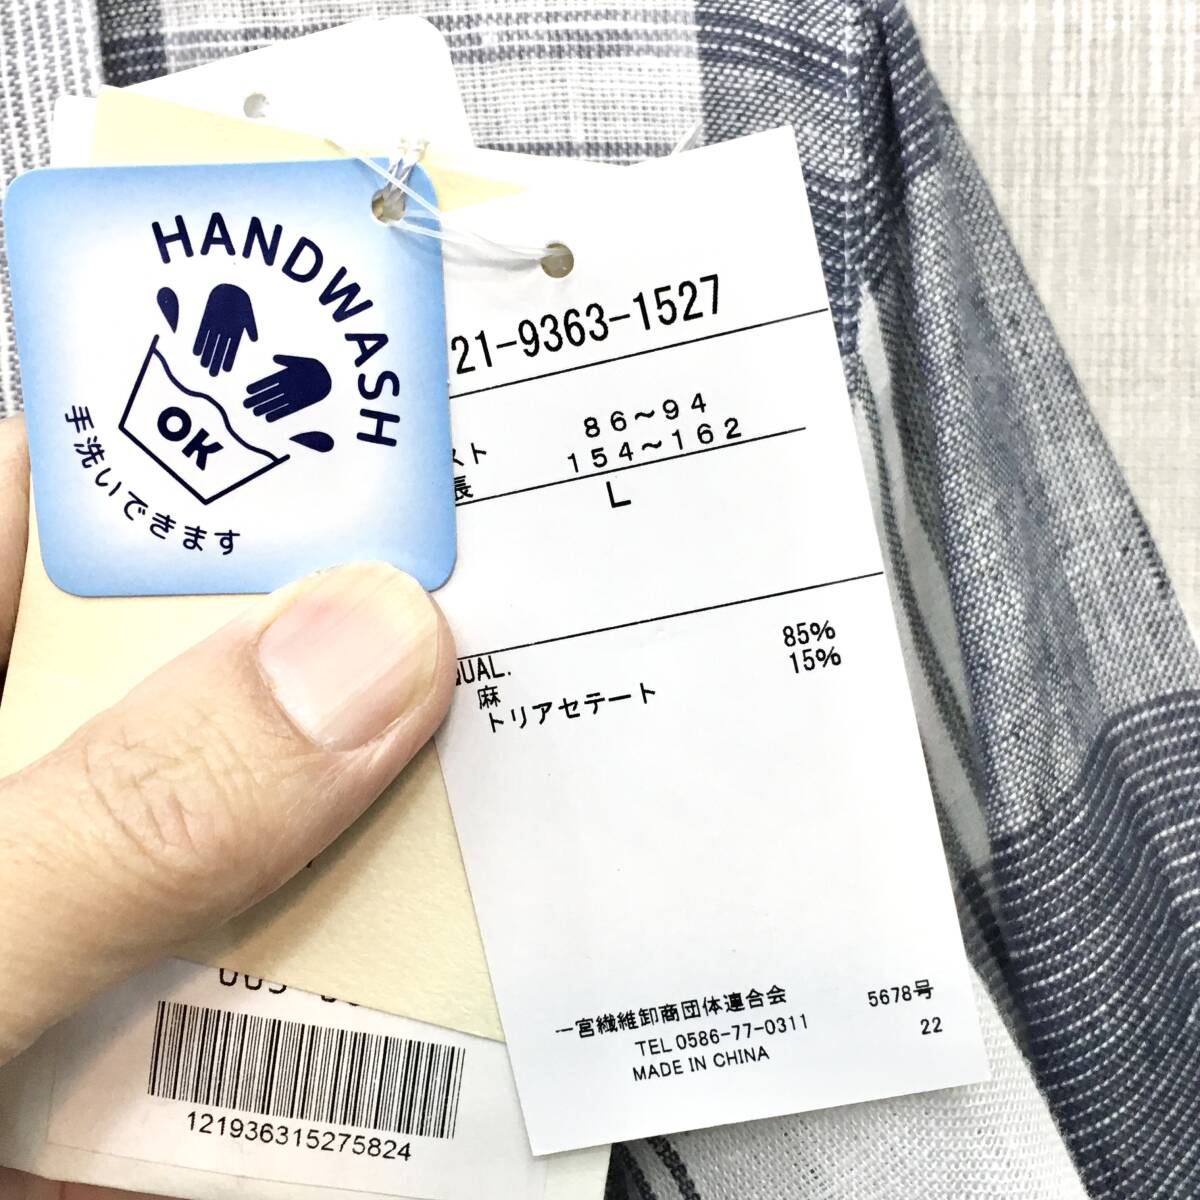 HANDWASH
OK
手洗いできます
21-9363-1527
スト 86～94
長 154～162
L
QUAL.
麻 85%
トリアセテート 15%
一宮繊維卸商団体連合会 5678号
TEL 0586-77-0311 22
MADE IN CHINA
121936315275824